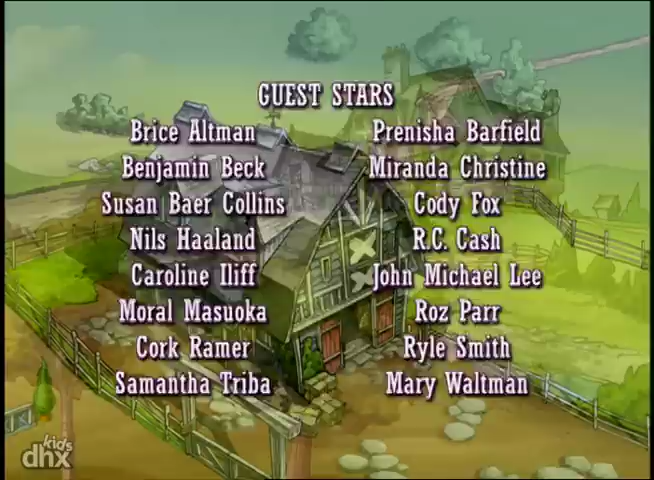 GUEST STARS
Brice Altman
Prenisha Barfield
Benjamin Beck
Miranda Christine
Susan Baer Collins
Cody Fox
Nils Haaland
R.C. Cash
Caroline Iliff
John Michael Lee
Moral Masuoka
Roz Parr
Cork Ramer
Ryle Smith
Samantha Triba
Mary Waltman
kids
dhx